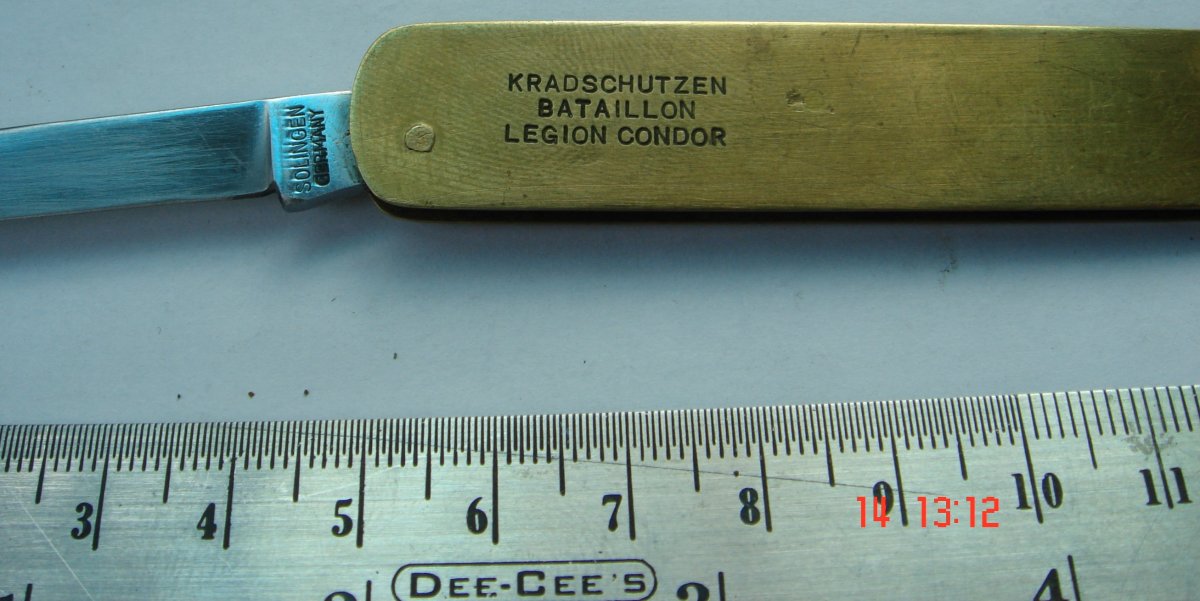 KRADSCHUTZEN
BATAILLON
LEGION CONDOR
SOLINGEN
GERMANY
3 4 5 6 7 8 9 10 11
14 13:12
DEE-CEE'S
2 3 4